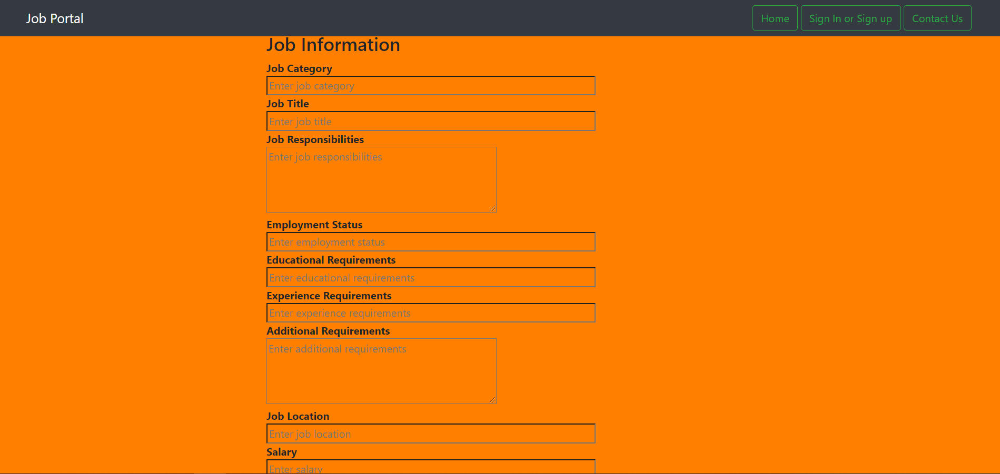 Job Portal
Home
Sign In or Sign up
Contact Us
Job Information
Job Category
Enter job category
Job Title
Enter job title
Job Responsibilities
Enter job responsibilities
Employment Status
Enter employment status
Educational Requirements
Enter educational requirements
Experience Requirements
Enter experience requirements
Additional Requirements
Enter additional requirements
Job Location
Enter job location
Salary
Enter salary